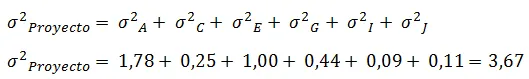 σ²Proyecto = σ²A + σ²C + σ²E + σ²G + σ²I + σ²J
σ²Proyecto = 1,78 + 0,25 + 1,00 + 0,44 + 0,09 + 0,11 = 3,67